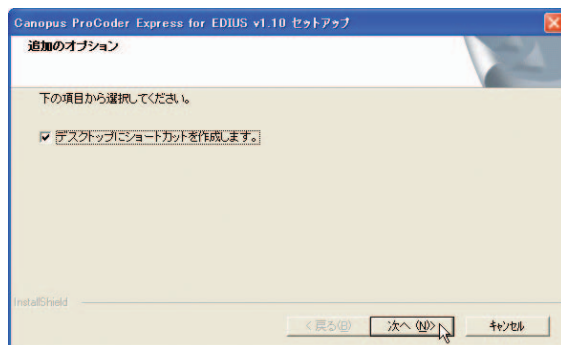 Canopus ProCoder Express for EDIUS v1.10 セットアップ
追加のオプション
下の項目から選択してください。
デスクトップにショートカットを作成します。
InstallShield
< 戻る(B) 次へ (N)> キャンセル